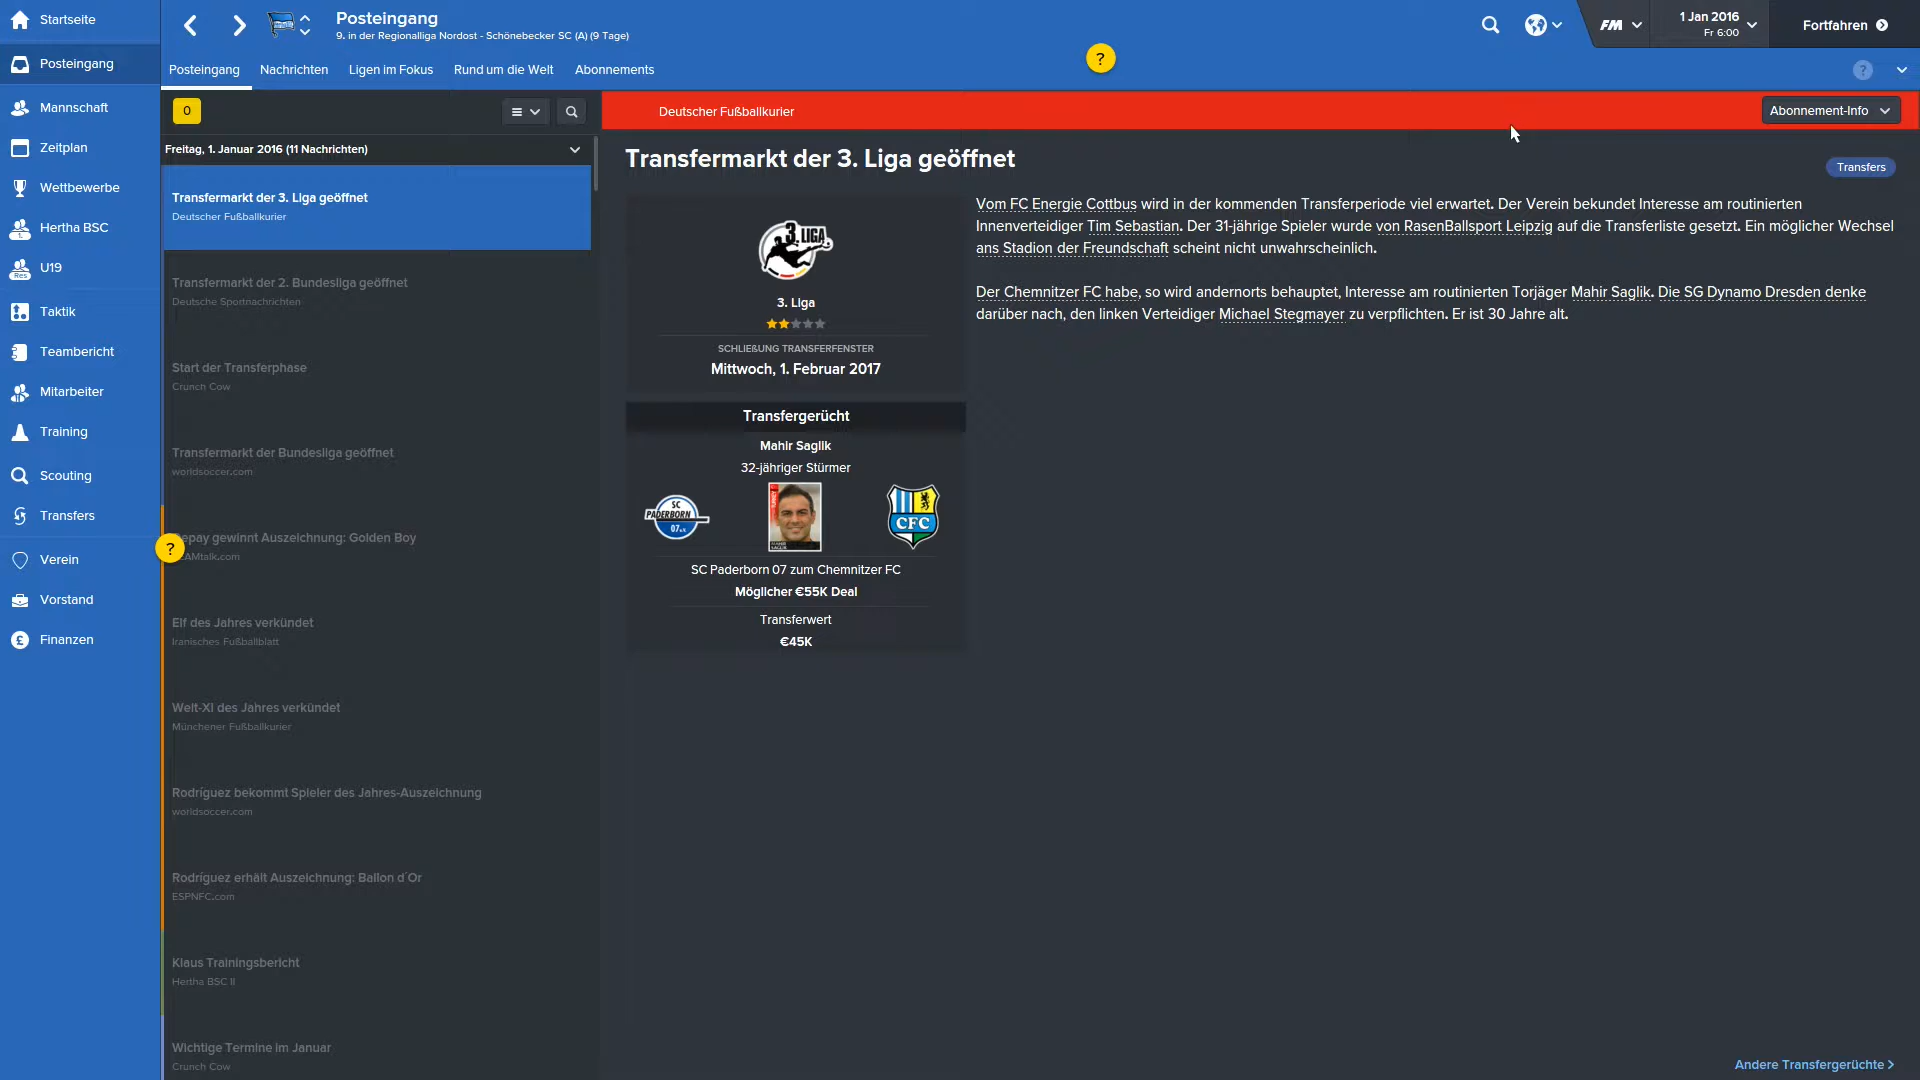 Startseite
Posteingang
Mannschaft
Zeitplan
Wettbewerbe
Hertha BSC
U19
Taktik
Teambericht
Mitarbeiter
Training
Scouting
Transfers
Verein
Vorstand
Finanzen
Posteingang
9. in der Regionalliga Nordost - Schönebecker SC (A) (9 Tage)
FM
1 Jan 2016
Fr 6:00
Fortfahren
Posteingang
Nachrichten
Ligen im Fokus
Rund um die Welt
Abonnements
?
?
0
Freitag, 1. Januar 2016 (11 Nachrichten)
Transfermarkt der 3. Liga geöffnet
Deutscher Fußballkurier
Transfermarkt der 2. Bundesliga geöffnet
Deutsche Sportnachrichten
Start der Transferphase
Crunch Cow
Transfermarkt der Bundesliga geöffnet
worldsoccer.com
?
epay gewinnt Auszeichnung: Golden Boy
AMtalk.com
Elf des Jahres verkündet
Iranisches Fußballblatt
Welt-XI des Jahres verkündet
Münchener Fußballkurier
Rodríguez bekommt Spieler des Jahres-Auszeichnung
worldsoccer.com
Rodríguez erhält Auszeichnung: Ballon d´Or
ESPNFC.com
Klaus Trainingsbericht
Hertha BSC II
Wichtige Termine im Januar
Crunch Cow
Deutscher Fußballkurier
Abonnement-Info
Transfermarkt der 3. Liga geöffnet
Transfers
3. LIGA
3. Liga
SCHLIEßUNG TRANSFERFENSTER
Mittwoch, 1. Februar 2017
Transfergerücht
Mahir Saglik
32-jähriger Stürmer
SC
PADERBORN
07 e.V.
CFC
SC Paderborn 07 zum Chemnitzer FC
Möglicher €55K Deal
Transferwert
€45K
Vom FC Energie Cottbus wird in der kommenden Transferperiode viel erwartet. Der Verein bekundet Interesse am routinierten
Innenverteidiger Tim Sebastian. Der 31-jährige Spieler wurde von RasenBallsport Leipzig auf die Transferliste gesetzt. Ein möglicher Wechsel
ans Stadion der Freundschaft scheint nicht unwahrscheinlich.
Der Chemnitzer FC habe, so wird andernorts behauptet, Interesse am routinierten Torjäger Mahir Saglik. Die SG Dynamo Dresden denke
darüber nach, den linken Verteidiger Michael Stegmayer zu verpflichten. Er ist 30 Jahre alt.
Andere Transfergerüchte >